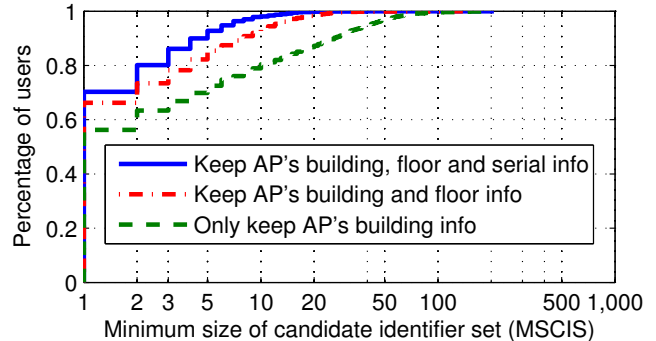 1
0.8
0.6
0.4
0.2
0
Percentage of users
Keep AP's building, floor and serial info
Keep AP's building and floor info
Only keep AP's building info
1 2 3 5 10 20 50 100 500 1,000
Minimum size of candidate identifier set (MSCIS)